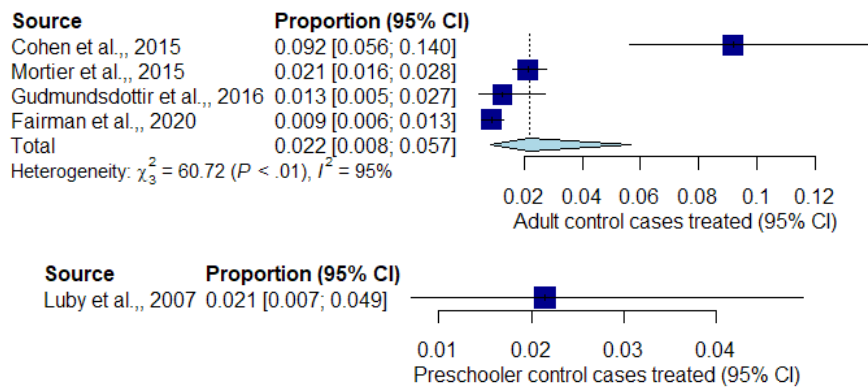 Source Proportion (95% CI)
Cohen et al.,, 2015 0.092 [0.056; 0.140]
Mortier et al.,, 2015 0.021 [0.016; 0.028]
Gudmundsdottir et al.,, 2016 0.013 [0.005; 0.027]
Fairman et al.,, 2020 0.009 [0.006; 0.013]
Total 0.022 [0.008; 0.057]
Heterogeneity: χ²₃ = 60.72 (P < .01), I² = 95%
0.02 0.04 0.06 0.08 0.1 0.12
Adult control cases treated (95% CI)
Source Proportion (95% CI)
Luby et al.,, 2007 0.021 [0.007; 0.049]
0.01 0.02 0.03 0.04
Preschooler control cases treated (95% CI)